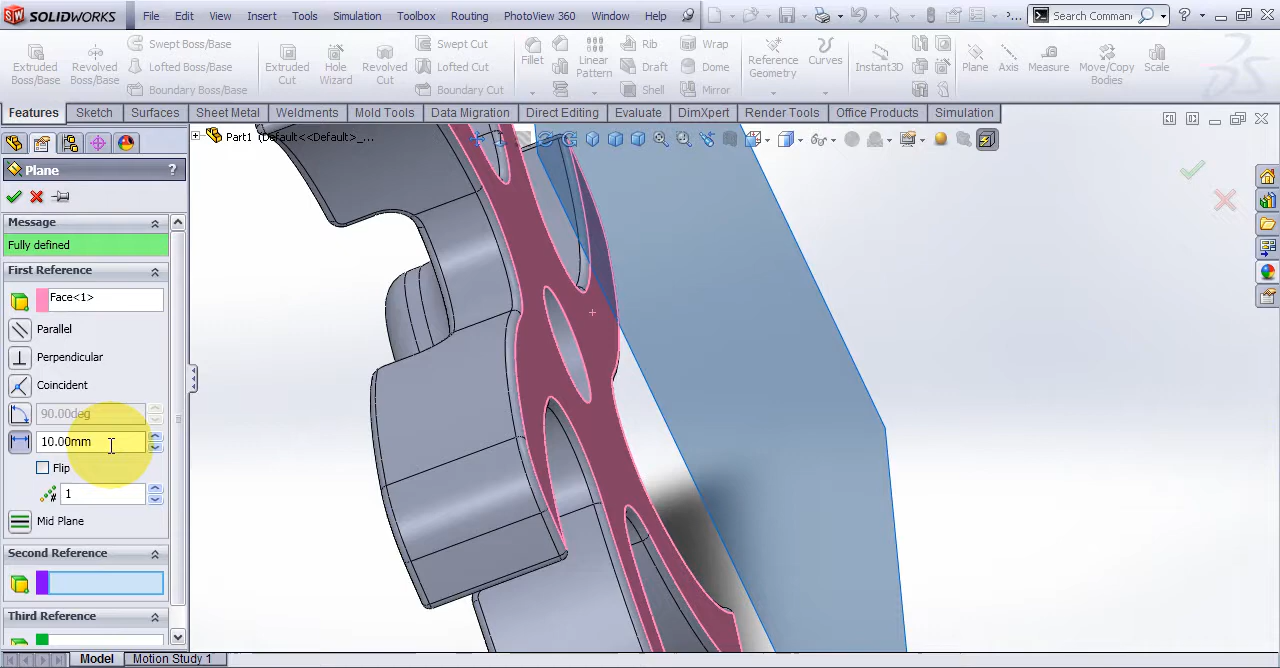 SOLIDWORKS File Edit View Insert Tools Simulation Toolbox Routing PhotoView 360 Window Help Search Comman
Extruded Boss/Base
Revolved Boss/Base
Swept Boss/Base
Lofted Boss/Base
Boundary Boss/Base
Extruded Cut
Hole Wizard
Revolved Cut
Swept Cut
Lofted Cut
Boundary Cut
Fillet
Linear Pattern
Rib
Draft
Shell
Wrap
Dome
Mirror
Reference Geometry
Curves
Instant3D
Plane
Axis
Measure
Move/Copy Bodies
Scale
Features Sketch Surfaces Sheet Metal Weldments Mold Tools Data Migration Direct Editing Evaluate DimXpert Render Tools Office Products Simulation
Part1 (Default<<Default>_...
Plane ?
Message
Fully defined
First Reference
Face<1>
Parallel
Perpendicular
Coincident
90.00deg
10.00mm
Flip
1
Mid Plane
Second Reference
Third Reference
Model Motion Study 1